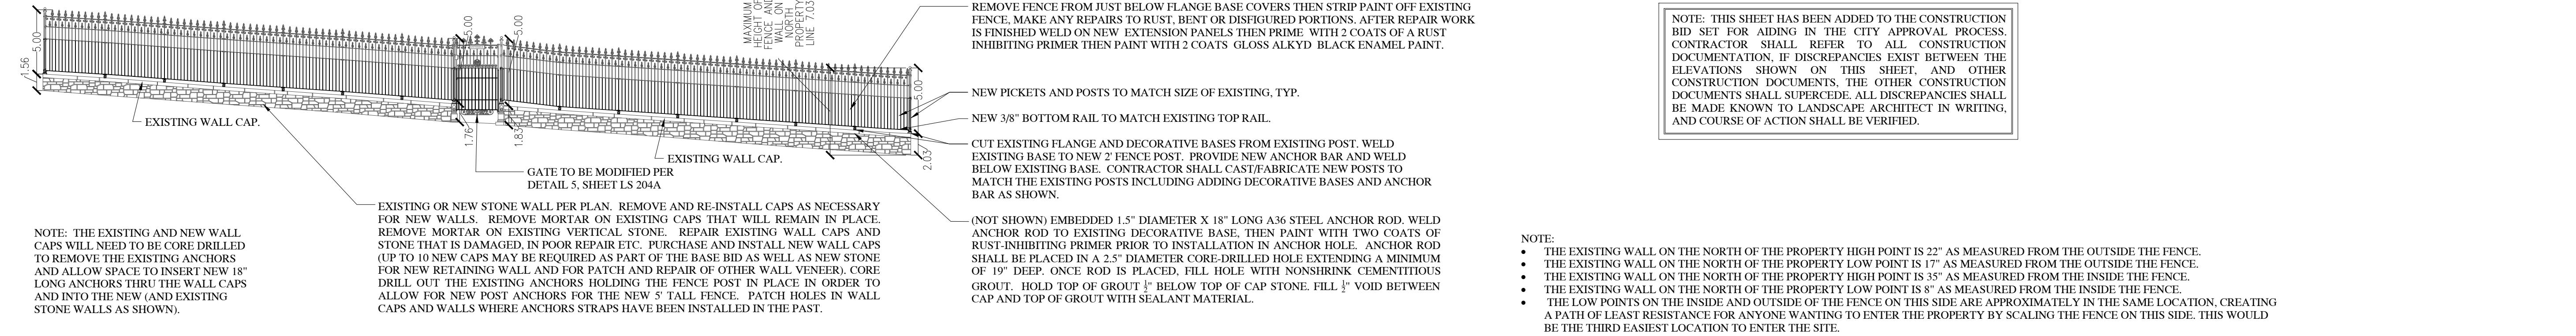 5.00
1.56
5.00
5.00
MAXIMUM
HEIGHT OF
FENCE AND
WALL ON
NORTH
PROPERTY
LINE 7.03
5.00
1.76
1.83
2.03
EXISTING WALL CAP.
EXISTING WALL CAP.
GATE TO BE MODIFIED PER
DETAIL 5, SHEET LS 204A
NOTE: THE EXISTING AND NEW WALL
CAPS WILL NEED TO BE CORE DRILLED
TO REMOVE THE EXISTING ANCHORS
AND ALLOW SPACE TO INSERT NEW 18"
LONG ANCHORS THRU THE WALL CAPS
AND INTO THE NEW (AND EXISTING
STONE WALLS AS SHOWN).
EXISTING OR NEW STONE WALL PER PLAN. REMOVE AND RE-INSTALL CAPS AS NECESSARY
FOR NEW WALLS. REMOVE MORTAR ON EXISTING CAPS THAT WILL REMAIN IN PLACE.
REMOVE MORTAR ON EXISTING VERTICAL STONE. REPAIR EXISTING WALL CAPS AND
STONE THAT IS DAMAGED, IN POOR REPAIR ETC. PURCHASE AND INSTALL NEW WALL CAPS
(UP TO 10 NEW CAPS MAY BE REQUIRED AS PART OF THE BASE BID AS WELL AS NEW STONE
FOR NEW RETAINING WALL AND FOR PATCH AND REPAIR OF OTHER WALL VENEER). CORE
DRILL OUT THE EXISTING ANCHORS HOLDING THE FENCE POST IN PLACE IN ORDER TO
ALLOW FOR NEW POST ANCHORS FOR THE NEW 5' TALL FENCE. PATCH HOLES IN WALL
CAPS AND WALLS WHERE ANCHORS STRAPS HAVE BEEN INSTALLED IN THE PAST.
REMOVE FENCE FROM JUST BELOW FLANGE BASE COVERS THEN STRIP PAINT OFF EXISTING
FENCE, MAKE ANY REPAIRS TO RUST, BENT OR DISFIGURED PORTIONS. AFTER REPAIR WORK
IS FINISHED WELD ON NEW EXTENSION PANELS THEN PRIME WITH 2 COATS OF A RUST
INHIBITING PRIMER THEN PAINT WITH 2 COATS GLOSS ALKYD BLACK ENAMEL PAINT.
NEW PICKETS AND POSTS TO MATCH SIZE OF EXISTING, TYP.
NEW 3/8" BOTTOM RAIL TO MATCH EXISTING TOP RAIL.
CUT EXISTING FLANGE AND DECORATIVE BASES FROM EXISTING POST. WELD
EXISTING BASE TO NEW 2' FENCE POST. PROVIDE NEW ANCHOR BAR AND WELD
BELOW EXISTING BASE. CONTRACTOR SHALL CAST/FABRICATE NEW POSTS TO
MATCH THE EXISTING POSTS INCLUDING ADDING DECORATIVE BASES AND ANCHOR
BAR AS SHOWN.
(NOT SHOWN) EMBEDDED 1.5" DIAMETER X 18" LONG A36 STEEL ANCHOR ROD. WELD
ANCHOR ROD TO EXISTING DECORATIVE BASE, THEN PAINT WITH TWO COATS OF
RUST-INHIBITING PRIMER PRIOR TO INSTALLATION IN ANCHOR HOLE. ANCHOR ROD
SHALL BE PLACED IN A 2.5" DIAMETER CORE-DRILLED HOLE EXTENDING A MINIMUM
OF 19" DEEP. ONCE ROD IS PLACED, FILL HOLE WITH NONSHRINK CEMENTITIOUS
GROUT. HOLD TOP OF GROUT ½" BELOW TOP OF CAP STONE. FILL ½" VOID BETWEEN
CAP AND TOP OF GROUT WITH SEALANT MATERIAL.
NOTE: THIS SHEET HAS BEEN ADDED TO THE CONSTRUCTION
BID SET FOR AIDING IN THE CITY APPROVAL PROCESS.
CONTRACTOR SHALL REFER TO ALL CONSTRUCTION
DOCUMENTATION, IF DISCREPANCIES EXIST BETWEEN THE
ELEVATIONS SHOWN ON THIS SHEET, AND OTHER
CONSTRUCTION DOCUMENTS, THE OTHER CONSTRUCTION
DOCUMENTS SHALL SUPERCEDE. ALL DISCREPANCIES SHALL
BE MADE KNOWN TO LANDSCAPE ARCHITECT IN WRITING,
AND COURSE OF ACTION SHALL BE VERIFIED.
NOTE:
• THE EXISTING WALL ON THE NORTH OF THE PROPERTY HIGH POINT IS 22" AS MEASURED FROM THE OUTSIDE THE FENCE.
• THE EXISTING WALL ON THE NORTH OF THE PROPERTY LOW POINT IS 17" AS MEASURED FROM THE OUTSIDE THE FENCE.
• THE EXISTING WALL ON THE NORTH OF THE PROPERTY HIGH POINT IS 35" AS MEASURED FROM THE INSIDE THE FENCE.
• THE EXISTING WALL ON THE NORTH OF THE PROPERTY LOW POINT IS 8" AS MEASURED FROM THE INSIDE THE FENCE.
• THE LOW POINTS ON THE INSIDE AND OUTSIDE OF THE FENCE ON THIS SIDE ARE APPROXIMATELY IN THE SAME LOCATION, CREATING
A PATH OF LEAST RESISTANCE FOR ANYONE WANTING TO ENTER THE PROPERTY BY SCALING THE FENCE ON THIS SIDE. THIS WOULD
BE THE THIRD EASIEST LOCATION TO ENTER THE SITE.